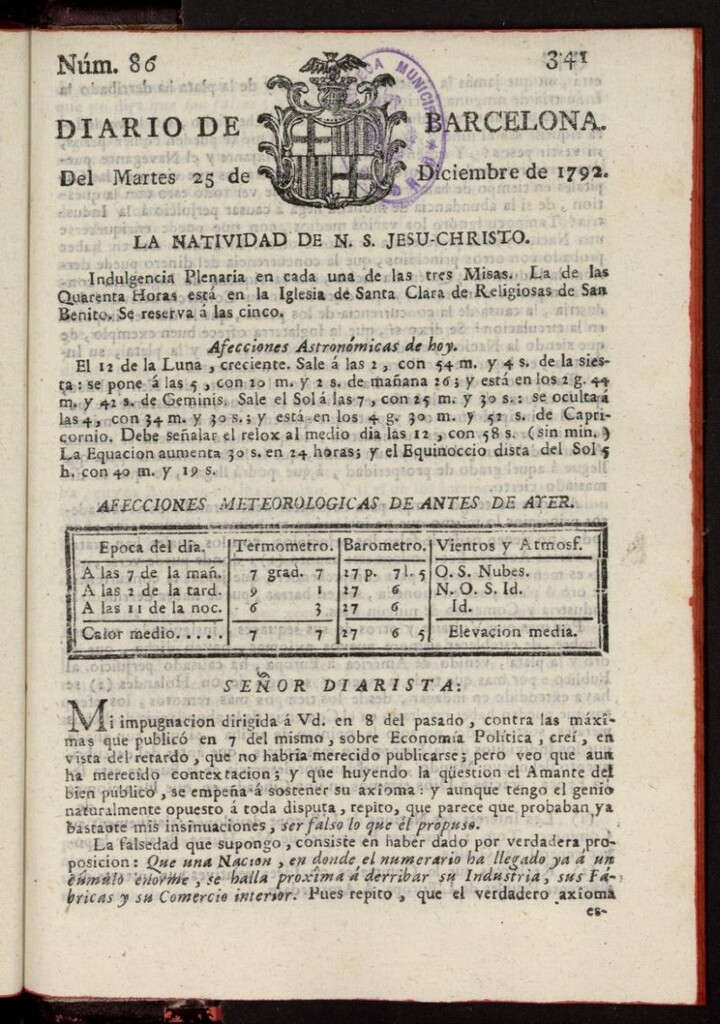 Núm. 86 341
DIARIO DE BARCELONA.
Del Martes 25 de Diciembre de 1792.
LA NATIVIDAD DE N. S. JESU-CHRISTO.
Indulgencia Plenaria en cada una de las tres Misas. La de las
Quarenta Horas está en la Iglesia de Santa Clara de Religiosas de San
Benito. Se reserva á las cinco.
Afecciones Astronómicas de hoy.
El 12 de la Luna, creciente. Sale á las 2, con 54 m. y 4 s. de la sies-
ta: se pone á las 5, con 20 m. y 2 s. de mañana 26; y está en los 2 g. 44
m. y 42 s. de Geminis. Sale el Sol á las 7, con 25 m. y 30 s.: se oculta á
las 4, con 34 m. y 30 s.; y está en los 4 g. 30 m. y 52 s. de Capri-
cornio. Debe señalar el relox al medio dia las 12, con 58 s. (sin min.)
La Equacion aumenta 30 s. en 24 horas; y el Equinoccio dista del Sol 5
h. con 40 m. y 19 s.
AFECCIONES METEOROLOGICAS DE ANTES DE AYER.
Epoca del dia. Termometro. Barometro. Vientos y Atmosf.
A las 7 de la mañ. 7 grad. 7 27 p. 7 l. 5 O. S. Nubes.
A las 2 de la tard. 9 1 27 6 N. O. S. Id.
A las 11 de la noc. 6 3 27 6 Id.
Calor medio..... 7 7 27 6 5 Elevacion media.
SEÑOR DIARISTA:
Mi impugnacion dirigida á Vd. en 8 del pasado, contra las máxi-
mas que publicó en 7 del mismo, sobre Economía Política, creí, en
vista del retardo, que no habria merecido publicarse; pero veo que aun
ha merecido contextacion; y que huyendo la qüestion el Amante del
bien público, se empeña á sostener su axîoma: y aunque tengo el genio
naturalmente opuesto á toda disputa, repito, que parece que probaban ya
bastante mis insinuaciones, ser falso lo que él propuso.
La falsedad que supongo, consiste en haber dado por verdadera pro-
posicion: Que una Nacion, en donde el numerario ha llegado ya á un
cúmulo enorme, se halla proxîma á derribar su Industria, sus Fá-
bricas y su Comercio interior. Pues repito, que el verdadero axîoma
es-